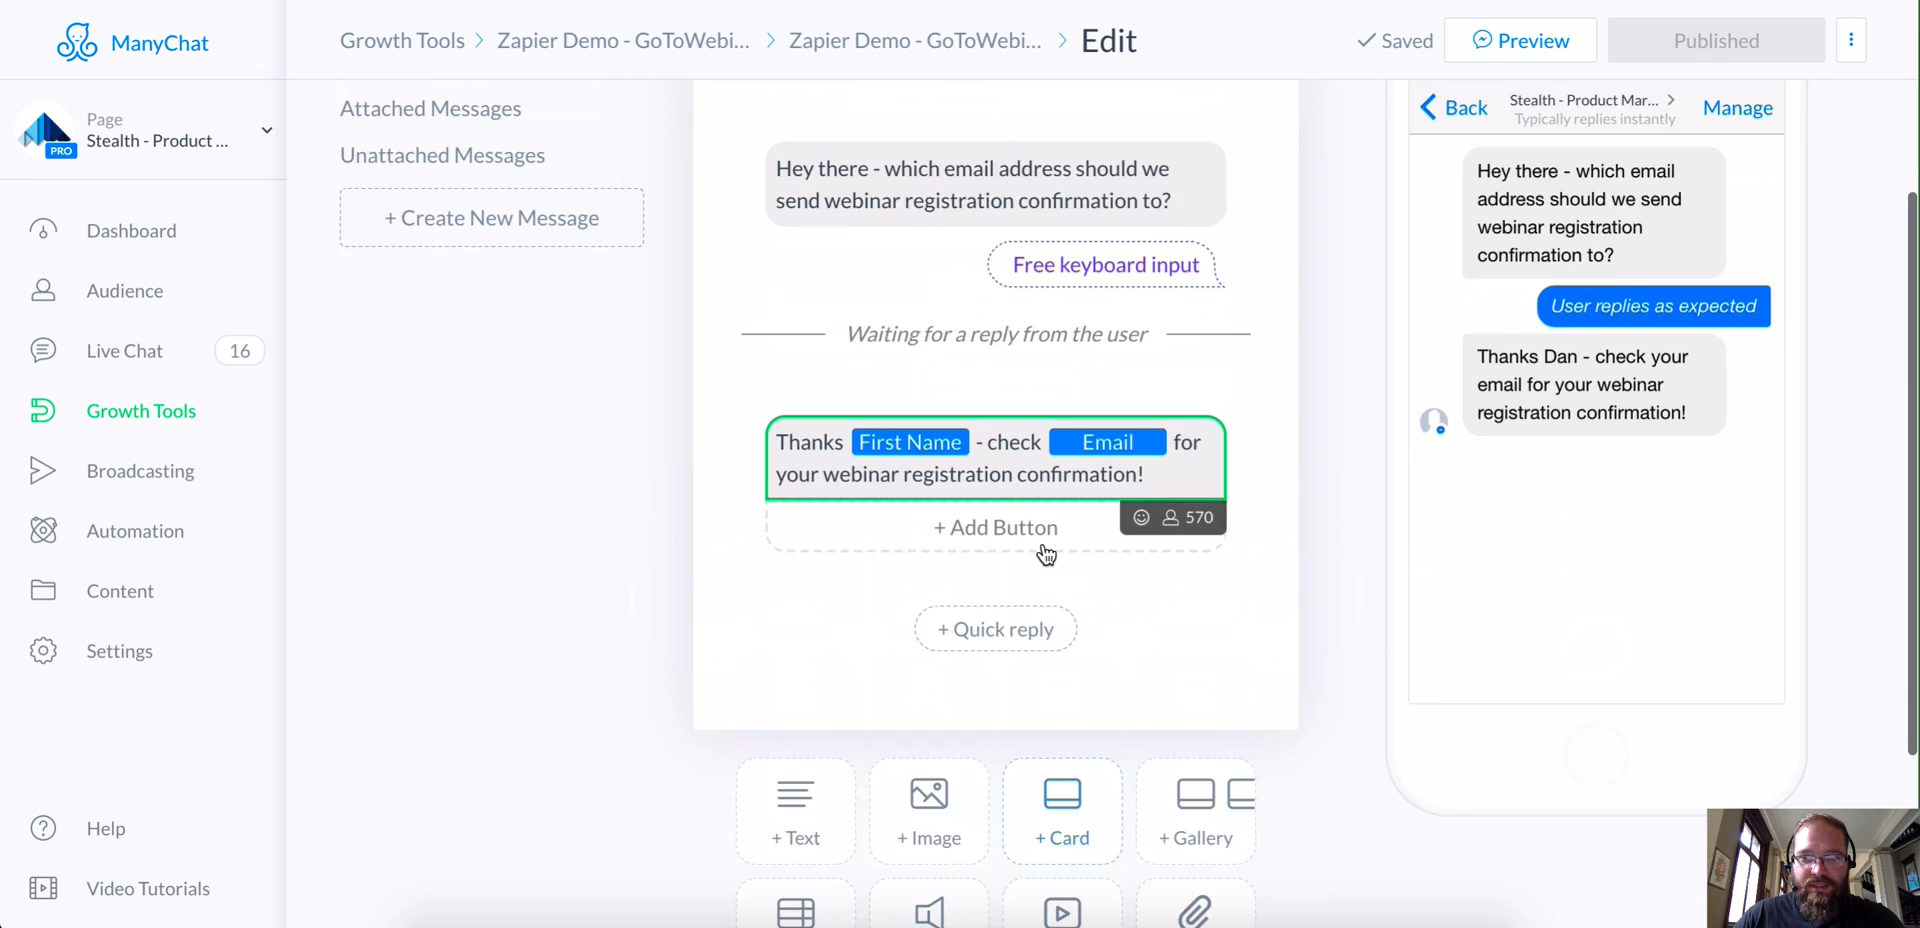 ManyChat
Growth Tools > Zapier Demo - GoToWebi... > Zapier Demo - GoToWebi... > Edit
Saved
Preview
Published
Page
Stealth - Product ...
PRO
Dashboard
Audience
Live Chat
16
Growth Tools
Broadcasting
Automation
Content
Settings
Help
Video Tutorials
Attached Messages
Unattached Messages
+ Create New Message
Hey there - which email address should we
send webinar registration confirmation to?
Free keyboard input
Waiting for a reply from the user
Thanks First Name - check Email for
your webinar registration confirmation!
570
+ Add Button
+ Quick reply
+ Text
+ Image
+ Card
+ Gallery
Back
Stealth - Product Mar... >
Typically replies instantly
Manage
Hey there - which email
address should we send
webinar registration
confirmation to?
User replies as expected
Thanks Dan - check your
email for your webinar
registration confirmation!